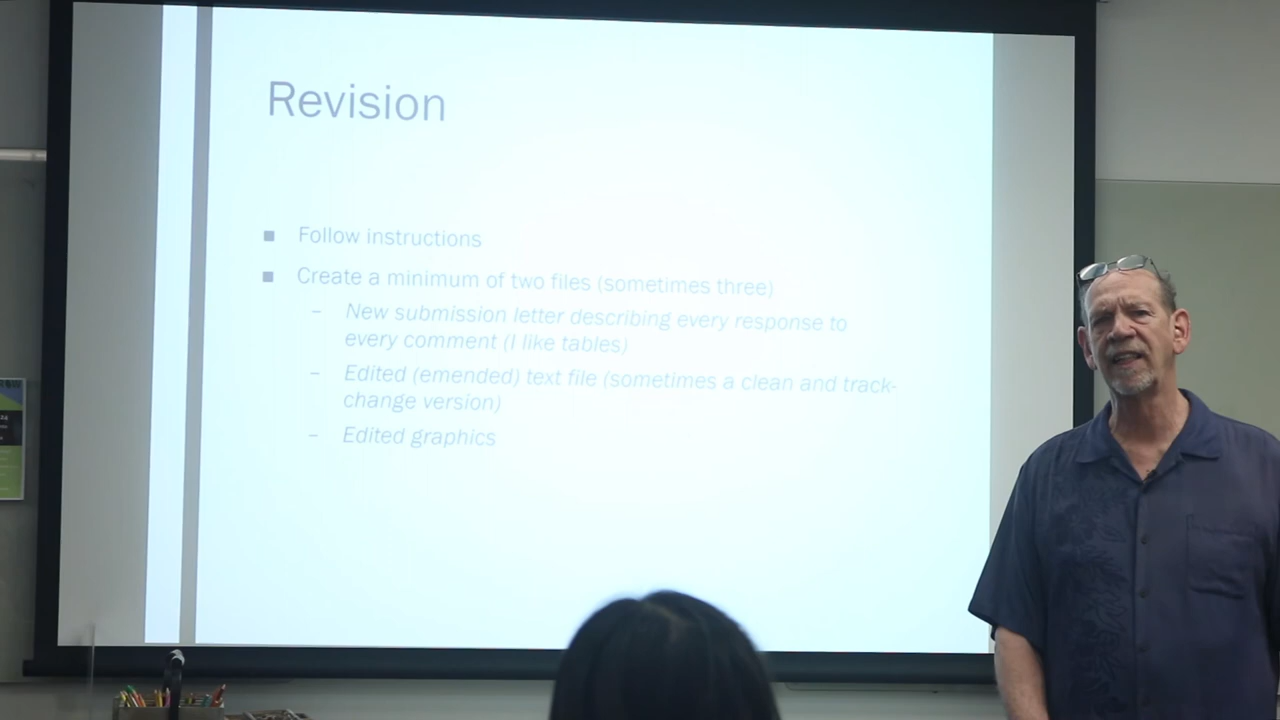 Revision
Follow instructions
Create a minimum of two files (sometimes three)
– New submission letter describing every response to
every comment (I like tables)
– Edited (emended) text file (sometimes a clean and track-
change version)
– Edited graphics